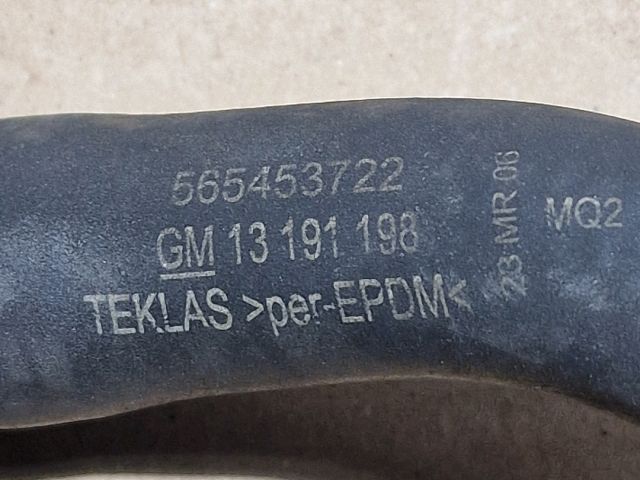 565453722
GM 13 191 198
TEKLAS >per-EPDM<
23 MR 06
MQ2